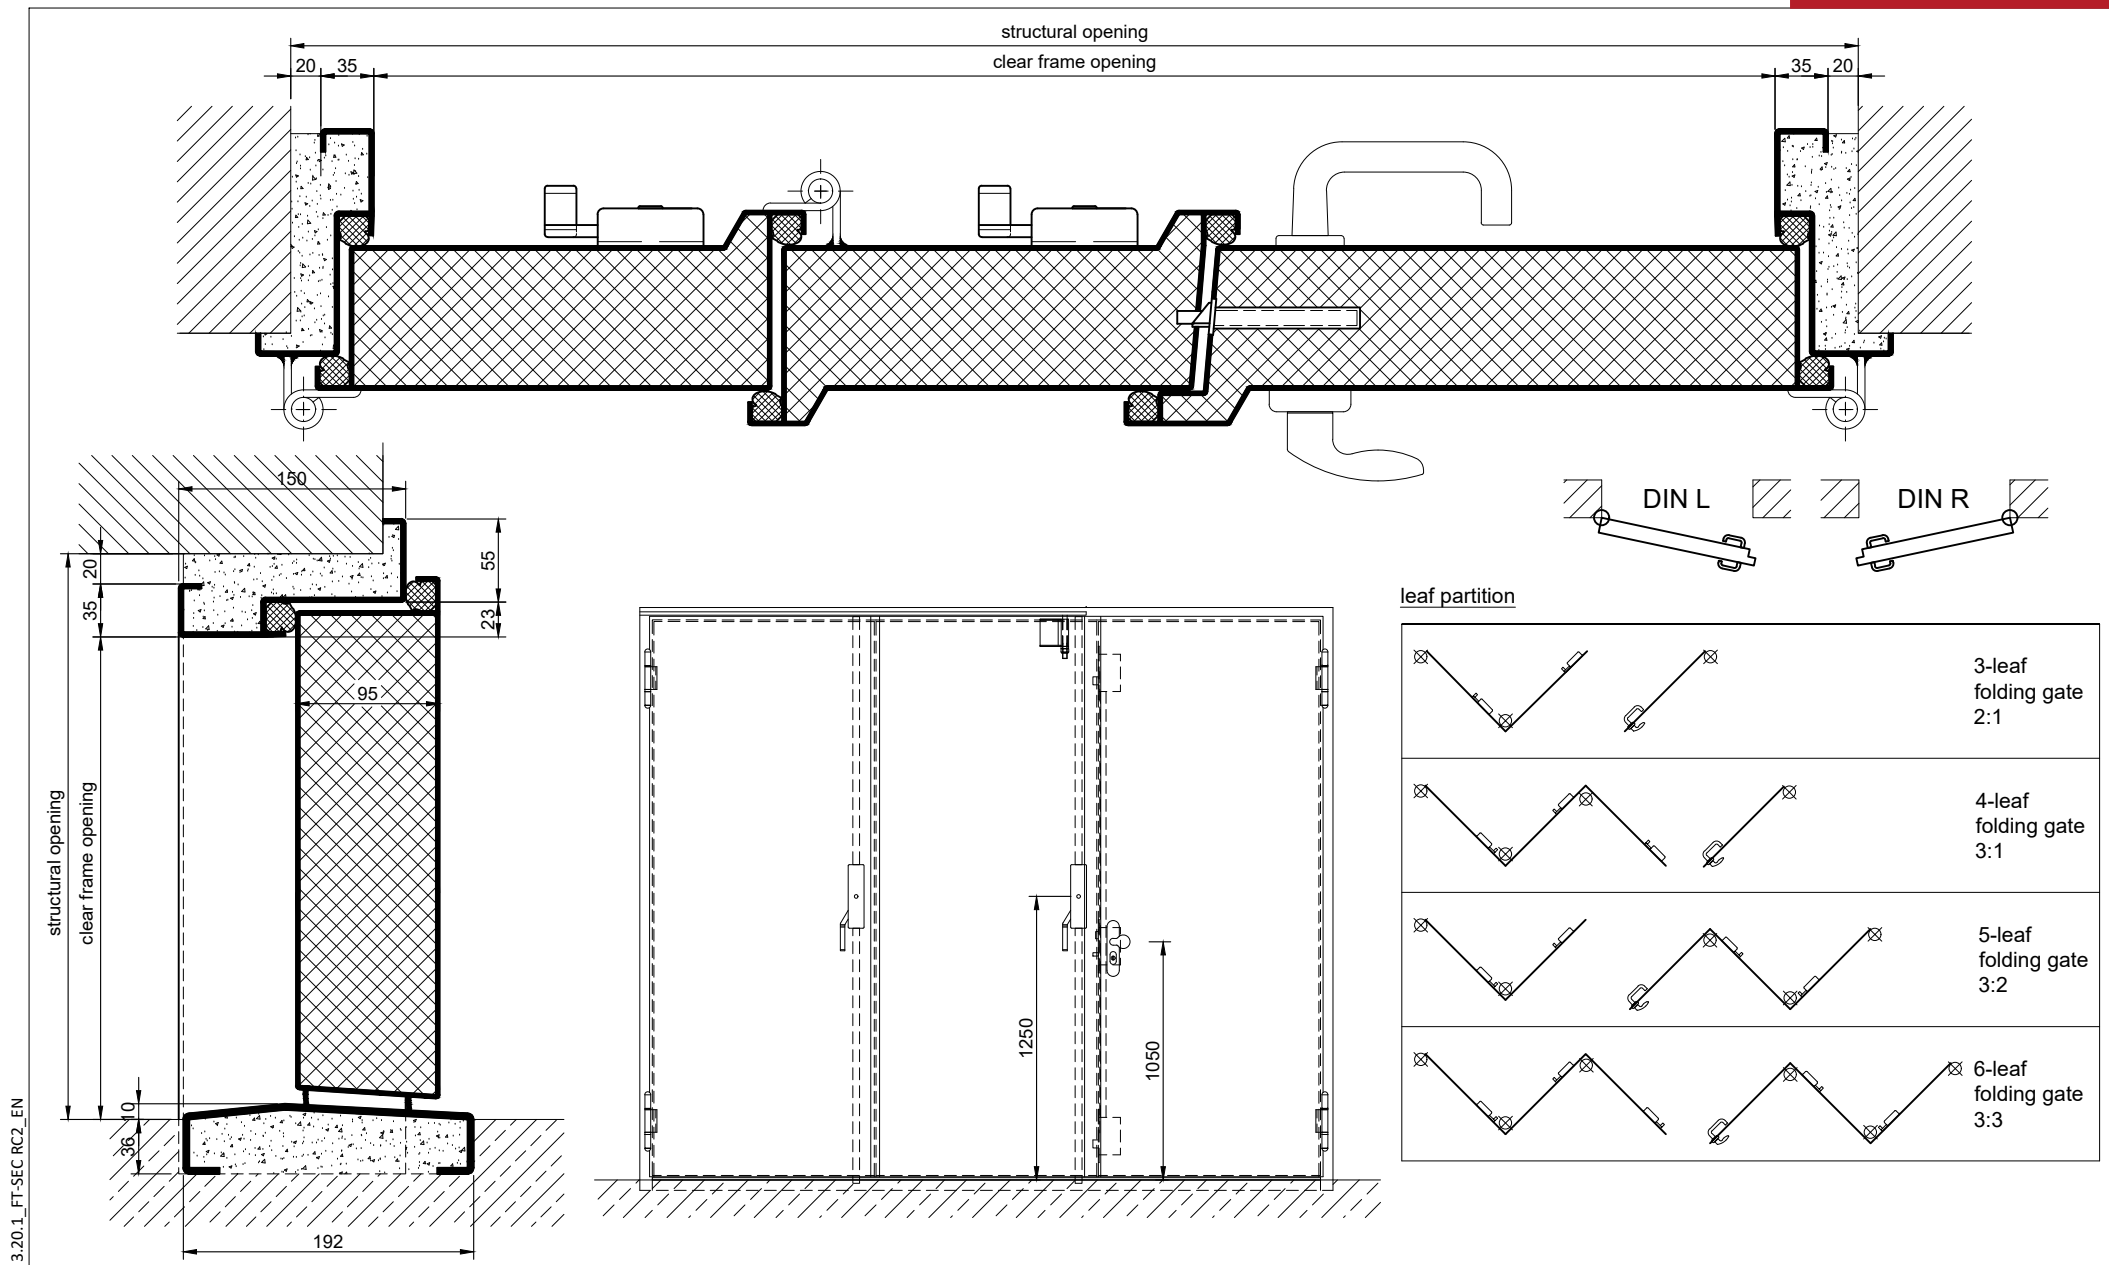 structural opening
clear frame opening
20 35 35 20
150
DIN L DIN R
20
35
55
23
95
structural opening
clear frame opening
10
36
192
1250
1050
leaf partition
3-leaf
folding gate
2:1
4-leaf
folding gate
3:1
5-leaf
folding gate
3:2
6-leaf
folding gate
3:3
3.20.1_FT-SEC RC2_EN